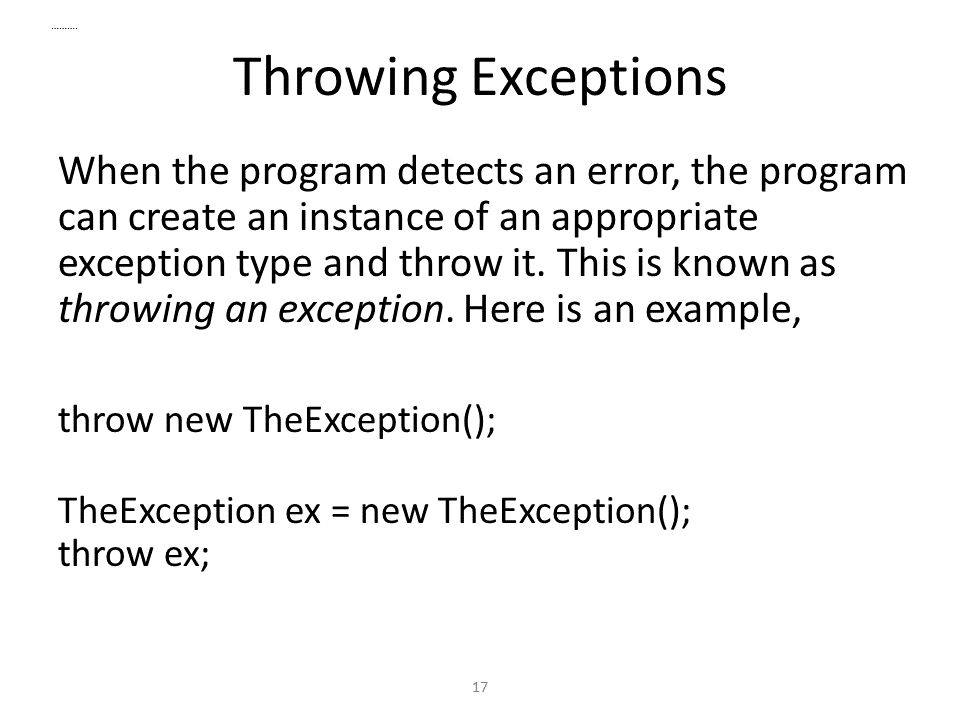 ..........
Throwing Exceptions
When the program detects an error, the program
can create an instance of an appropriate
exception type and throw it. This is known as
throwing an exception. Here is an example,
throw new TheException();
TheException ex = new TheException();
throw ex;
17